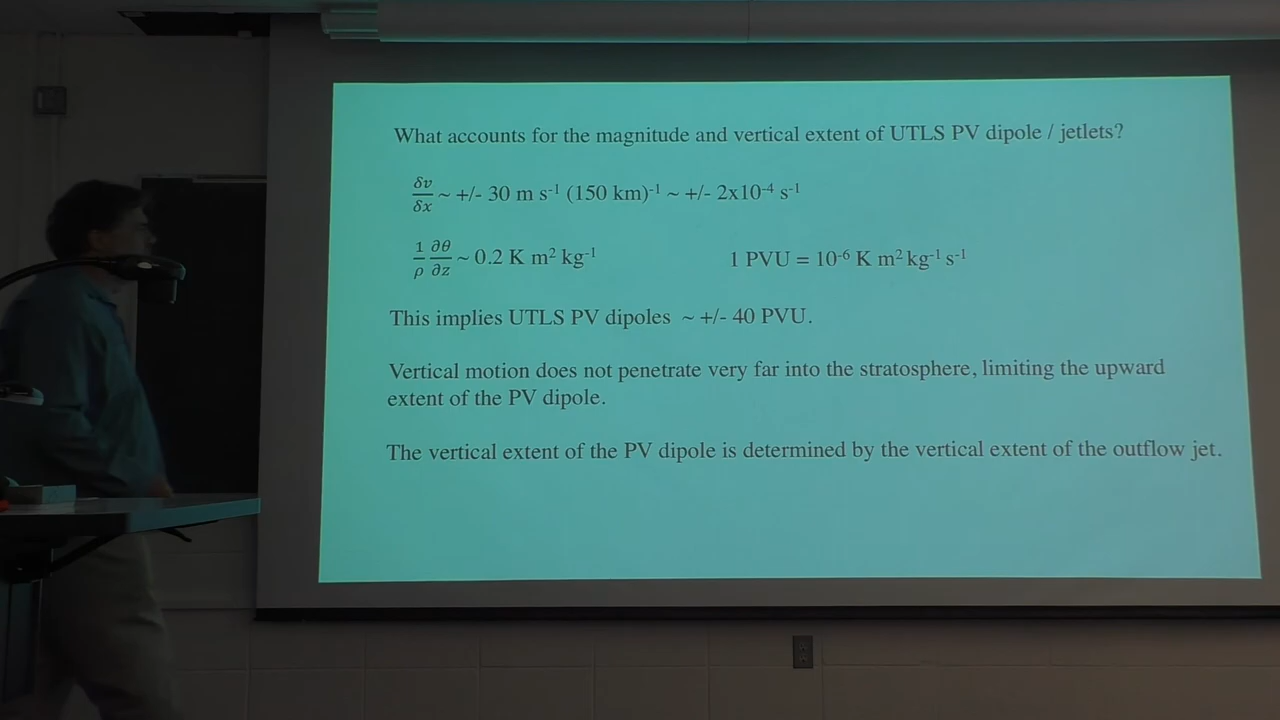 What accounts for the magnitude and vertical extent of UTLS PV dipole / jetlets?
δv/δx ~ +/- 30 m s⁻¹ (150 km)⁻¹ ~ +/- 2x10⁻⁴ s⁻¹
1/ρ ∂θ/∂z ~ 0.2 K m² kg⁻¹ 1 PVU = 10⁻⁶ K m² kg⁻¹ s⁻¹
This implies UTLS PV dipoles ~ +/- 40 PVU.
Vertical motion does not penetrate very far into the stratosphere, limiting the upward
extent of the PV dipole.
The vertical extent of the PV dipole is determined by the vertical extent of the outflow jet.